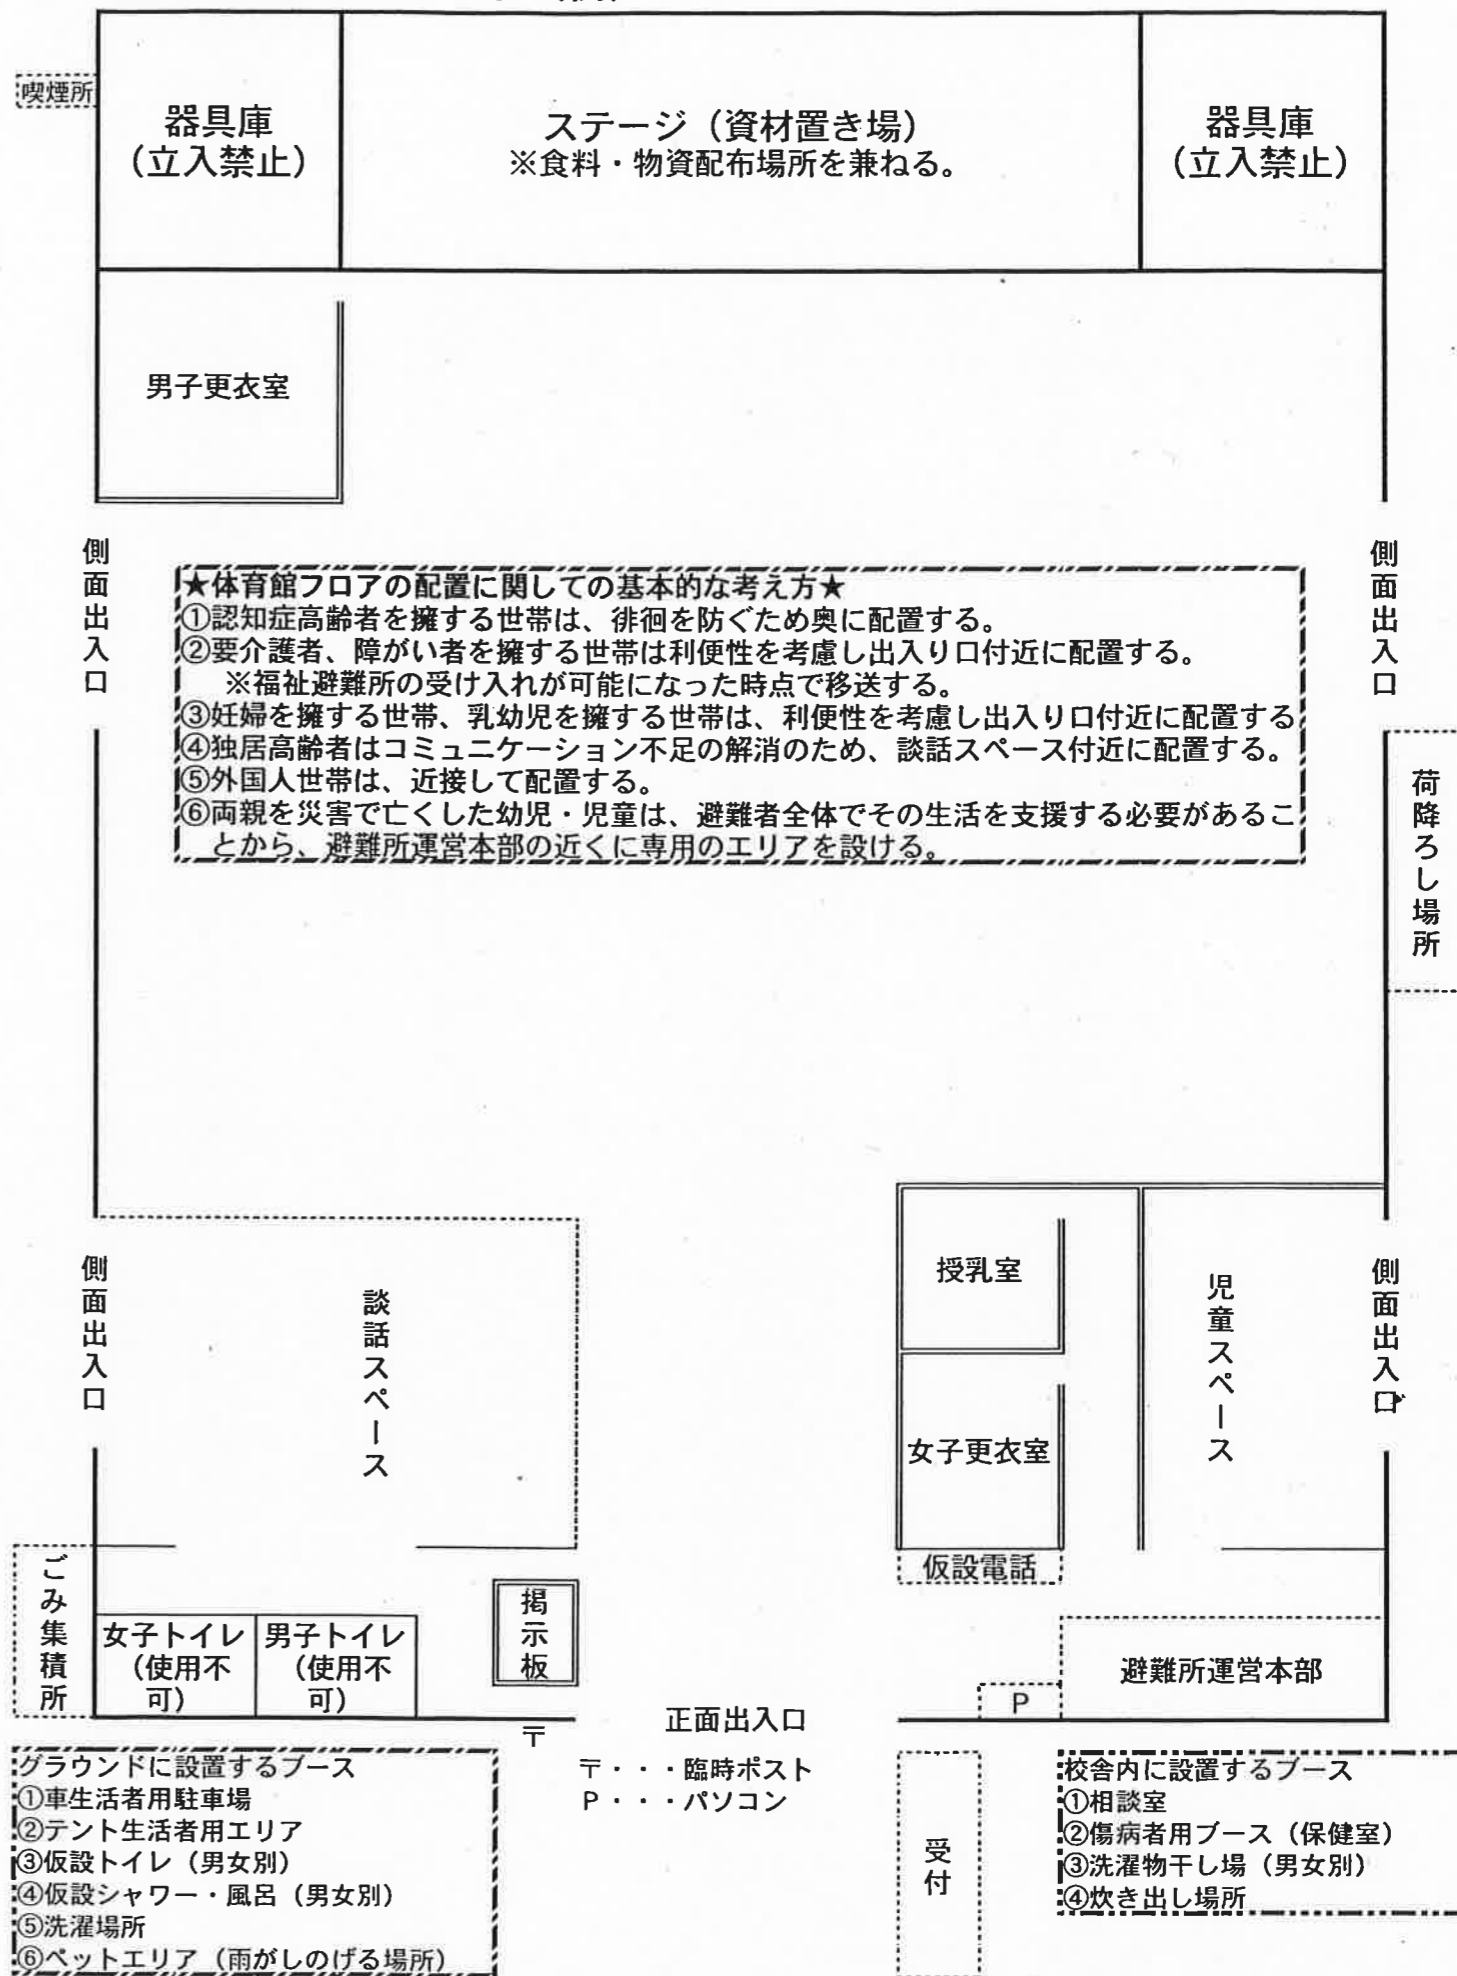 喫煙所
器具庫
(立入禁止)
ステージ（資材置き場）
※食料・物資配布場所を兼ねる。
器具庫
(立入禁止)
男子更衣室
側面出入口
側面出入口
★体育館フロアの配置に関しての基本的な考え方★
①認知症高齢者を擁する世帯は、徘徊を防ぐため奥に配置する。
②要介護者、障がい者を擁する世帯は利便性を考慮し出入り口付近に配置する。
※福祉避難所の受け入れが可能になった時点で移送する。
③妊婦を擁する世帯、乳幼児を擁する世帯は、利便性を考慮し出入り口付近に配置する
④独居高齢者はコミュニケーション不足の解消のため、談話スペース付近に配置する。
⑤外国人世帯は、近接して配置する。
⑥両親を災害で亡くした幼児・児童は、避難者全体でその生活を支援する必要があるこ
とから、避難所運営本部の近くに専用のエリアを設ける。
荷降ろし場所
側面出入口
談話スペース
授乳室
女子更衣室
児童スペース
側面出入口
仮設電話
ごみ集積所
女子トイレ
（使用不
可）
男子トイレ
（使用不
可）
掲示板
避難所運営本部
P
正面出入口
〒
〒・・・臨時ポスト
P・・・パソコン
受付
グラウンドに設置するブース
①車生活者用駐車場
②テント生活者用エリア
③仮設トイレ（男女別）
④仮設シャワー・風呂（男女別）
⑤洗濯場所
⑥ペットエリア（雨がしのげる場所）
校舎内に設置するブース
①相談室
②傷病者用ブース（保健室）
③洗濯物干し場（男女別）
④炊き出し場所